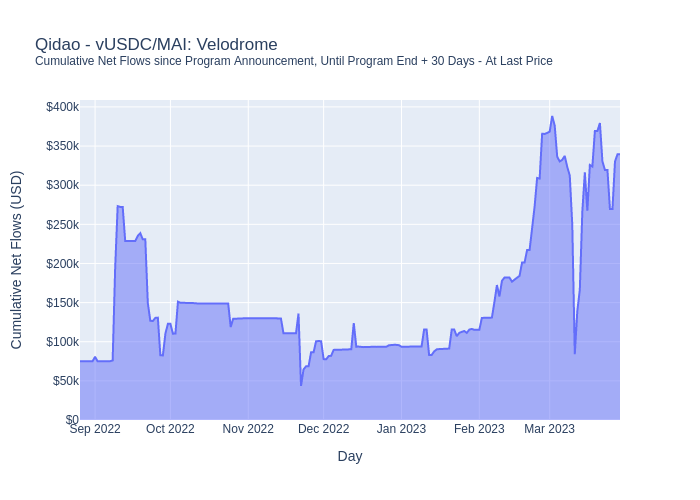 Qidao - vUSDC/MAI: Velodrome
Cumulative Net Flows since Program Announcement, Until Program End + 30 Days - At Last Price
Cumulative Net Flows (USD)
$400k
$350k
$300k
$250k
$200k
$150k
$100k
$50k
$0
Sep 2022 Oct 2022 Nov 2022 Dec 2022 Jan 2023 Feb 2023 Mar 2023
Day